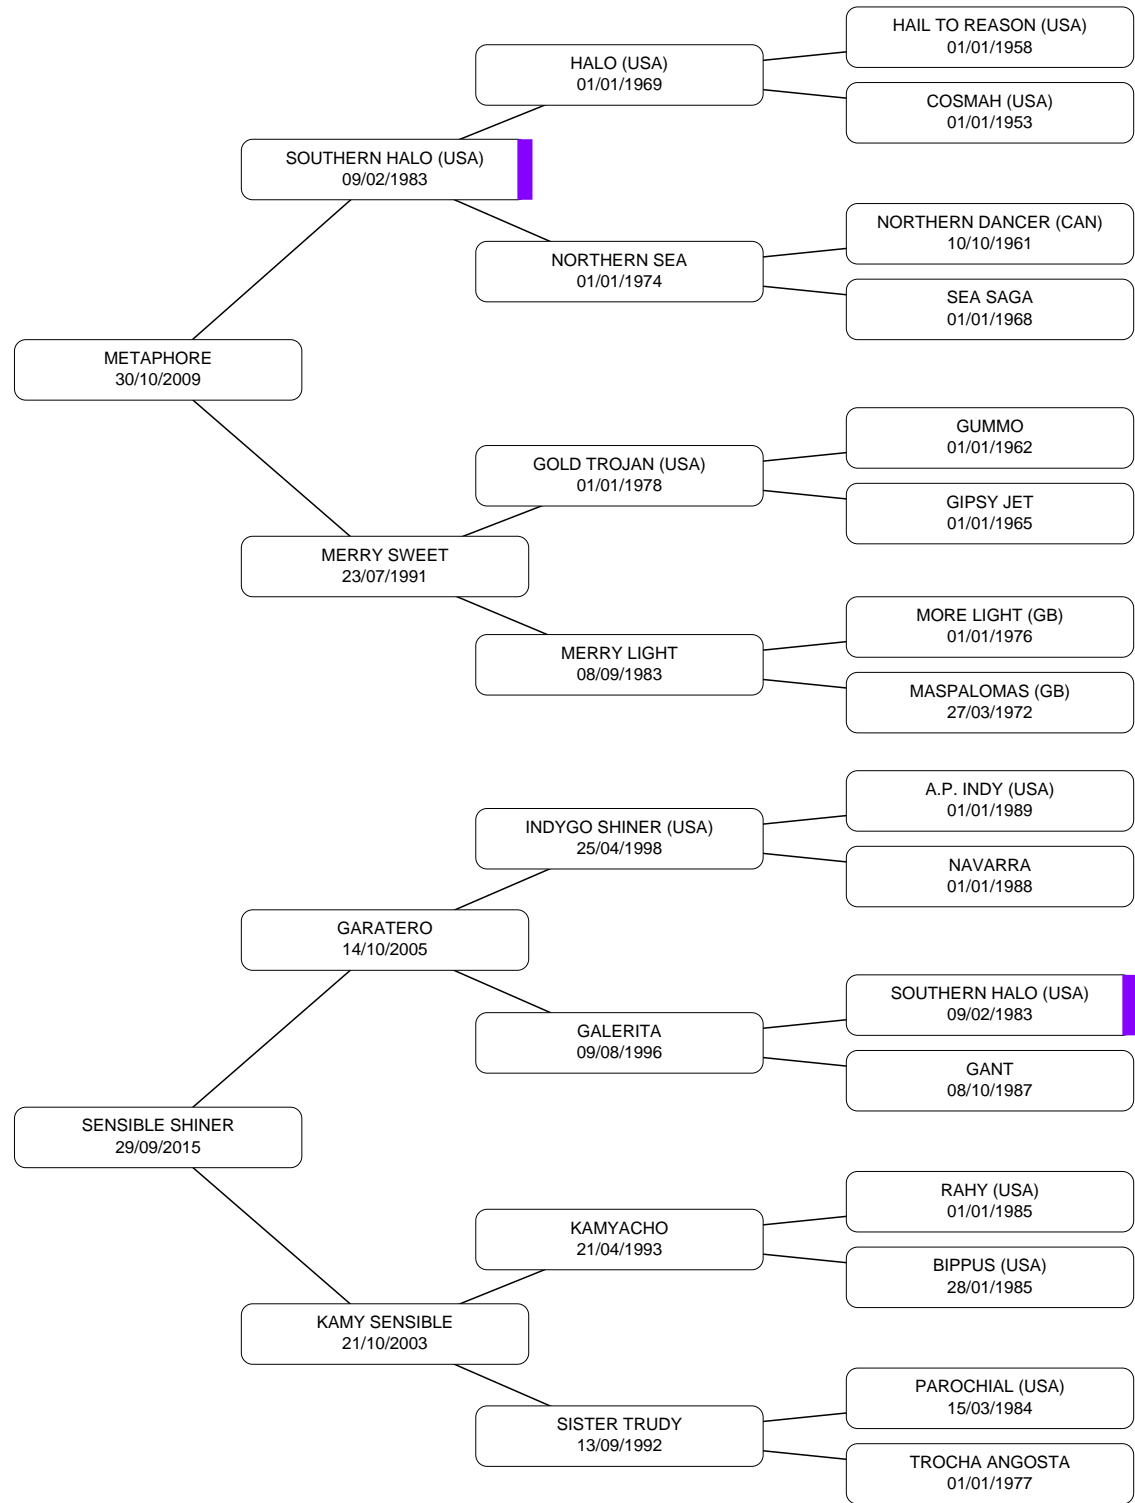 HAIL TO REASON (USA)
01/01/1958
HALO (USA)
01/01/1969
COSMAH (USA)
01/01/1953
SOUTHERN HALO (USA)
09/02/1983
NORTHERN DANCER (CAN)
10/10/1961
NORTHERN SEA
01/01/1974
SEA SAGA
01/01/1968
METAPHORE
30/10/2009
GUMMO
01/01/1962
GOLD TROJAN (USA)
01/01/1978
GIPSY JET
01/01/1965
MERRY SWEET
23/07/1991
MORE LIGHT (GB)
01/01/1976
MERRY LIGHT
08/09/1983
MASPALOMAS (GB)
27/03/1972
A.P. INDY (USA)
01/01/1989
INDYGO SHINER (USA)
25/04/1998
NAVARRA
01/01/1988
GARATERO
14/10/2005
SOUTHERN HALO (USA)
09/02/1983
GALERITA
09/08/1996
GANT
08/10/1987
SENSIBLE SHINER
29/09/2015
RAHY (USA)
01/01/1985
KAMYACHO
21/04/1993
BIPPUS (USA)
28/01/1985
KAMY SENSIBLE
21/10/2003
PAROCHIAL (USA)
15/03/1984
SISTER TRUDY
13/09/1992
TROCHA ANGOSTA
01/01/1977